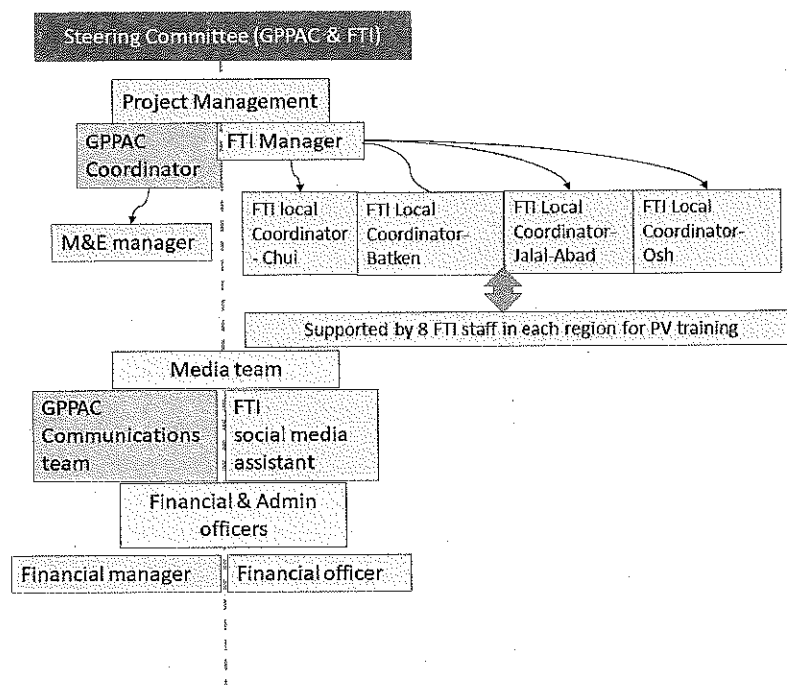 Steering Committee (GPPAC & FTI)
Project Management
GPPAC
Coordinator
FTI Manager
M&E manager
FTI local
Coordinator
- Chui
FTI Local
Coordinator-
Batken
FTI Local
Coordinator-
Jalal-Abad
FTI Local
Coordinator-
Osh
Supported by 8 FTI staff in each region for PV training
Media team
GPPAC
Communications
team
FTI
social media
assistant
Financial & Admin
officers
Financial manager
Financial officer